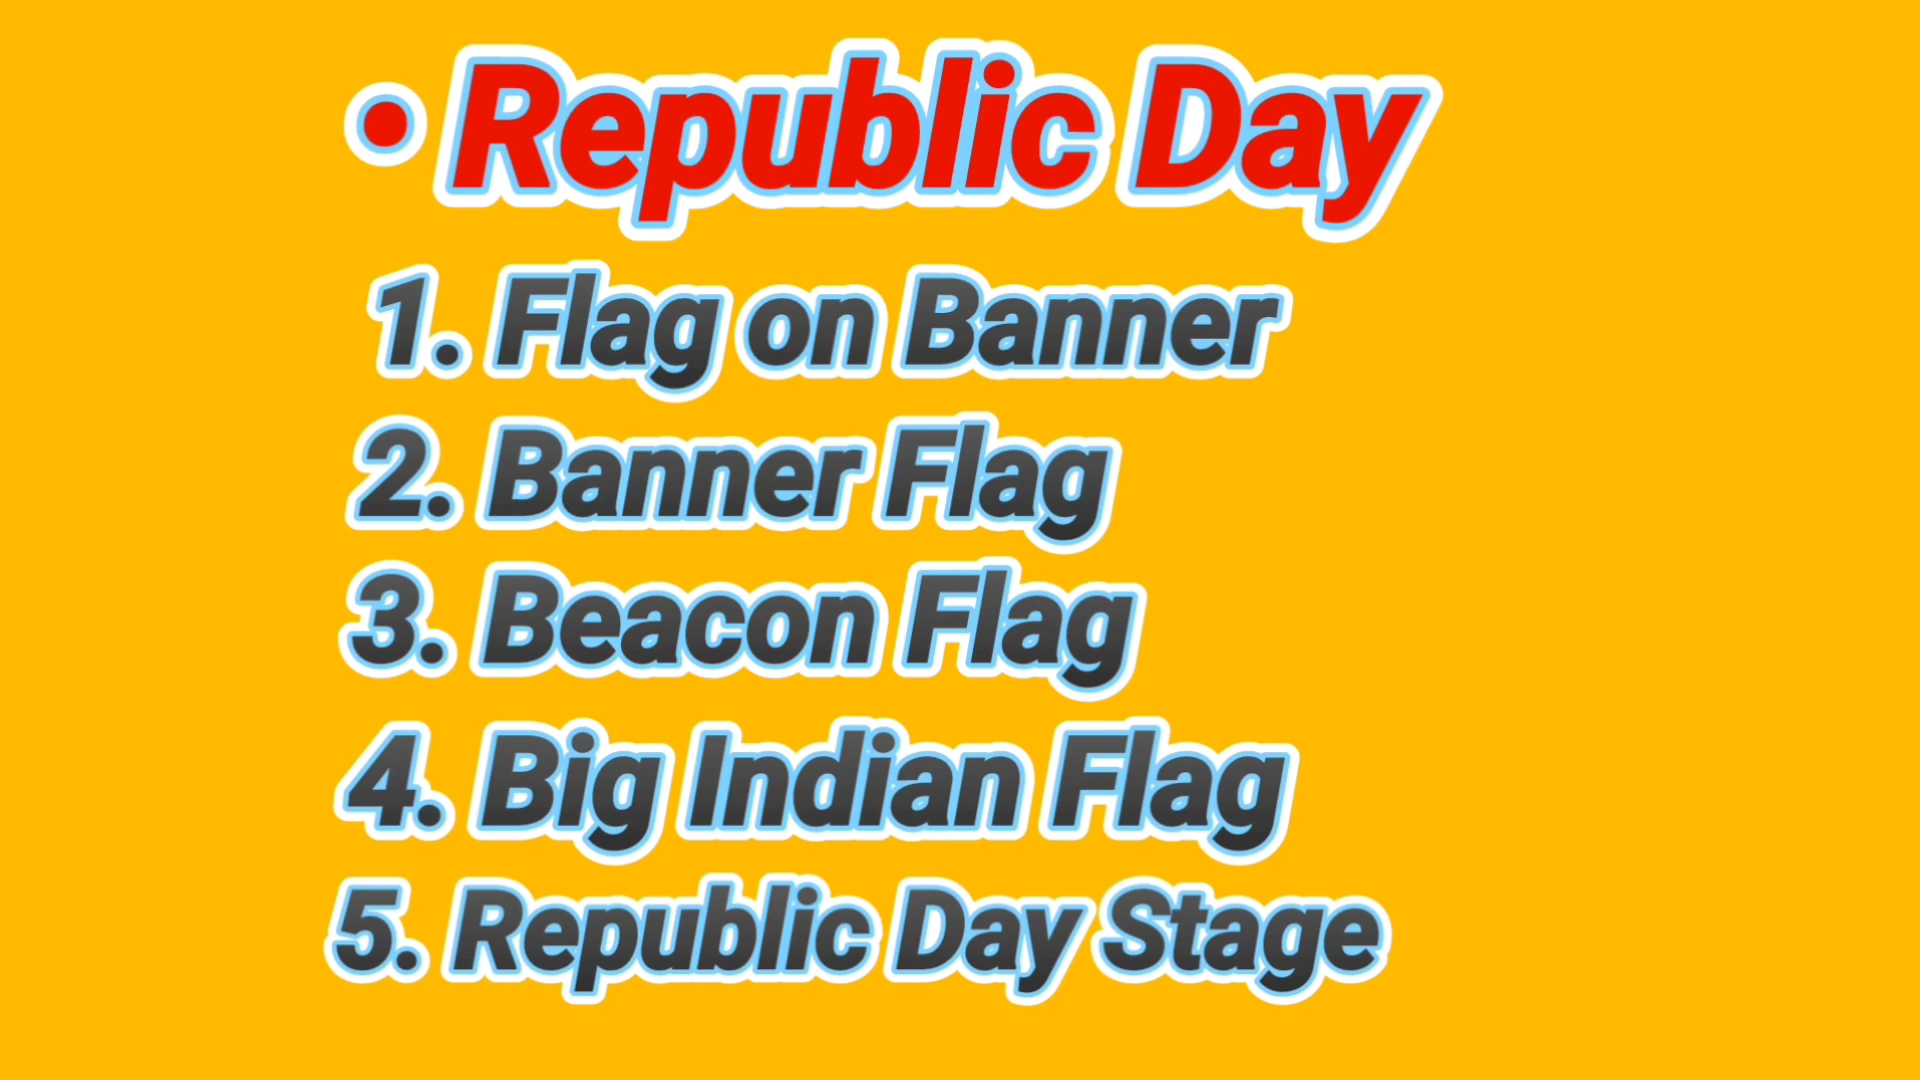 • Republic Day
1. Flag on Banner
2. Banner Flag
3. Beacon Flag
4. Big Indian Flag
5. Republic Day Stage